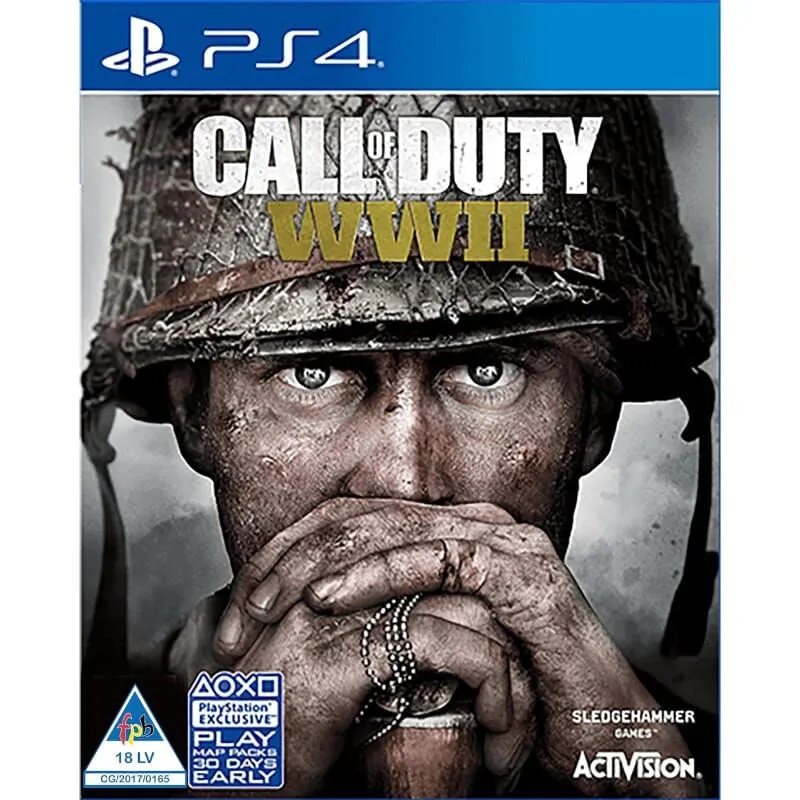 PS4
CALL OF DUTY
WWII
fpb
18 LV
CG/2017/0165
PlayStation
EXCLUSIVE
PLAY
MAP PACKS
30 DAYS
EARLY
SLEDGEHAMMER
GAMES™
ACTIVISION®